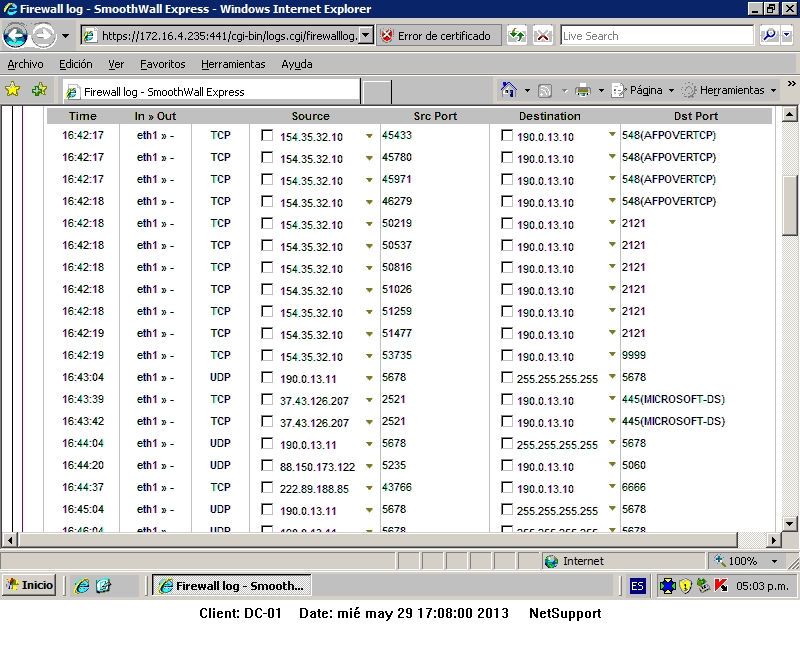 Firewall log - SmoothWall Express - Windows Internet Explorer
https://172.16.4.235:441/cgi-bin/logs.cgi/firewalllog. Error de certificado Live Search
Archivo Edición Ver Favoritos Herramientas Ayuda
Firewall log - SmoothWall Express Página Herramientas »
Time In » Out Source Src Port Destination Dst Port
16:42:17 eth1 » - TCP 154.35.32.10 45433 190.0.13.10 548(AFPOVERTCP)
16:42:17 eth1 » - TCP 154.35.32.10 45780 190.0.13.10 548(AFPOVERTCP)
16:42:17 eth1 » - TCP 154.35.32.10 45971 190.0.13.10 548(AFPOVERTCP)
16:42:18 eth1 » - TCP 154.35.32.10 46279 190.0.13.10 548(AFPOVERTCP)
16:42:18 eth1 » - TCP 154.35.32.10 50219 190.0.13.10 2121
16:42:18 eth1 » - TCP 154.35.32.10 50537 190.0.13.10 2121
16:42:18 eth1 » - TCP 154.35.32.10 50816 190.0.13.10 2121
16:42:18 eth1 » - TCP 154.35.32.10 51026 190.0.13.10 2121
16:42:18 eth1 » - TCP 154.35.32.10 51259 190.0.13.10 2121
16:42:19 eth1 » - TCP 154.35.32.10 51477 190.0.13.10 2121
16:42:19 eth1 » - TCP 154.35.32.10 53735 190.0.13.10 9999
16:43:04 eth1 » - UDP 190.0.13.11 5678 255.255.255.255 5678
16:43:39 eth1 » - TCP 37.43.126.207 2521 190.0.13.10 445(MICROSOFT-DS)
16:43:42 eth1 » - TCP 37.43.126.207 2521 190.0.13.10 445(MICROSOFT-DS)
16:44:04 eth1 » - UDP 190.0.13.11 5678 255.255.255.255 5678
16:44:20 eth1 » - UDP 88.150.173.122 5235 190.0.13.10 5060
16:44:37 eth1 » - TCP 222.89.188.85 43766 190.0.13.10 6666
16:45:04 eth1 » - UDP 190.0.13.11 5678 255.255.255.255 5678
16:46:04 eth1 » - UDP 190.0.13.11 5678 255.255.255.255 5678
Internet 100%
Inicio Firewall log - Smooth... ES 05:03 p.m.
Client: DC-01 Date: mié may 29 17:08:00 2013 NetSupport